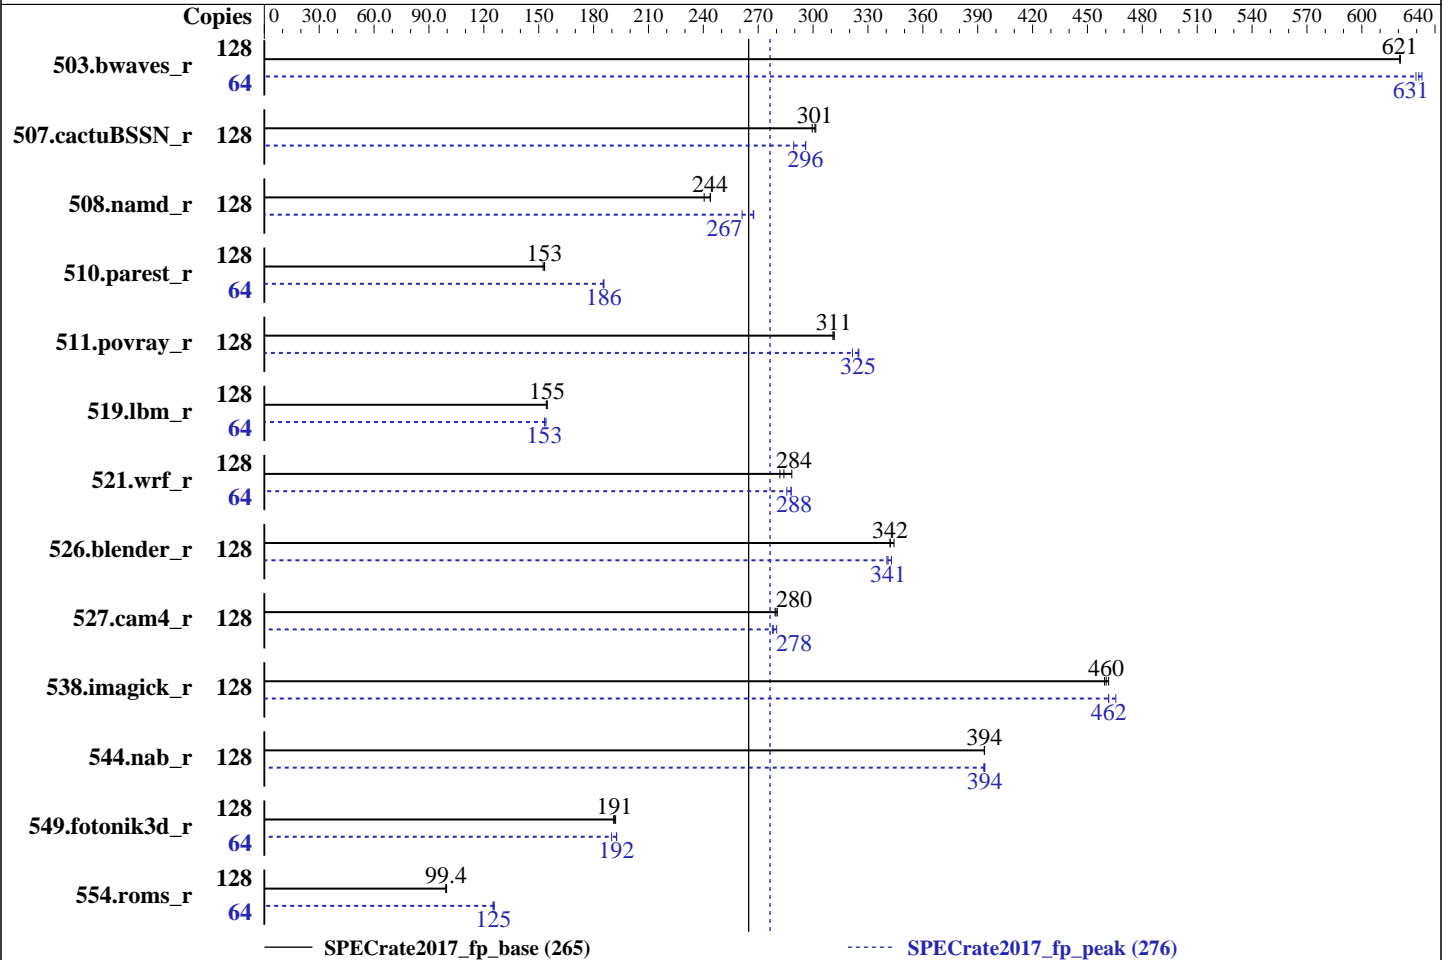 Copies 0 30.0 60.0 90.0 120 150 180 210 240 270 300 330 360 390 420 450 480 510 540 570 600 640
503.bwaves_r 128 621
64 631
507.cactuBSSN_r 128 301
296
508.namd_r 128 244
267
510.parest_r 128 153
64 186
511.povray_r 128 311
325
519.lbm_r 128 155
64 153
521.wrf_r 128 284
64 288
526.blender_r 128 342
341
527.cam4_r 128 280
278
538.imagick_r 128 460
462
544.nab_r 128 394
394
549.fotonik3d_r 128 191
64 192
554.roms_r 128 99.4
64 125
SPECrate2017_fp_base (265) SPECrate2017_fp_peak (276)